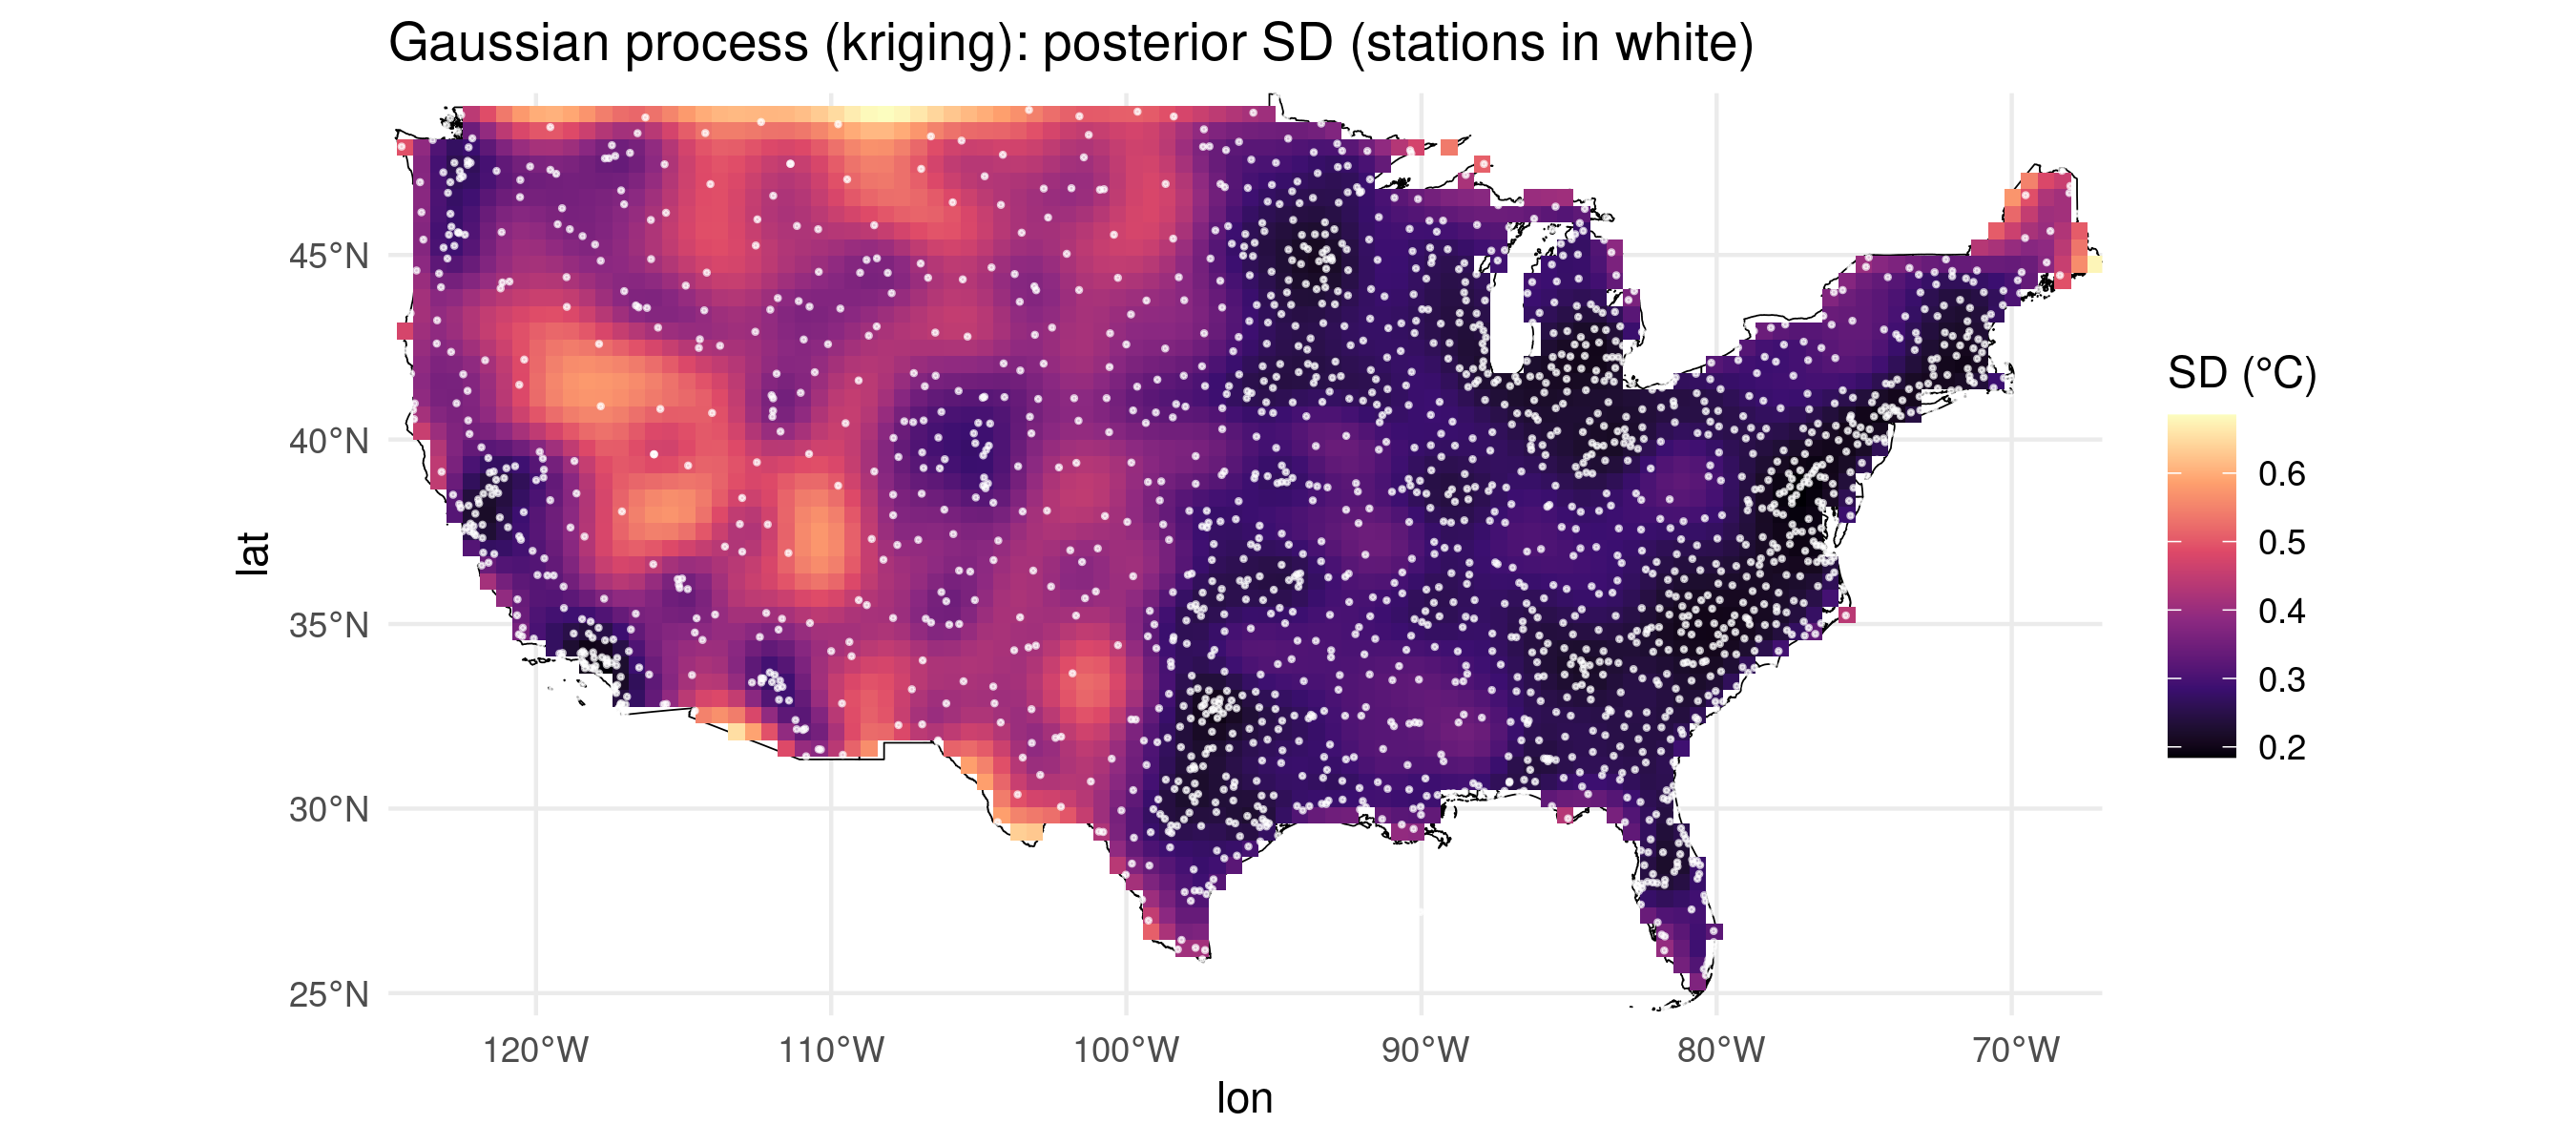 Gaussian process (kriging): posterior SD (stations in white)
45°N
40°N
35°N
30°N
25°N
lat
120°W
110°W
100°W
90°W
80°W
70°W
lon
SD (°C)
0.6
0.5
0.4
0.3
0.2